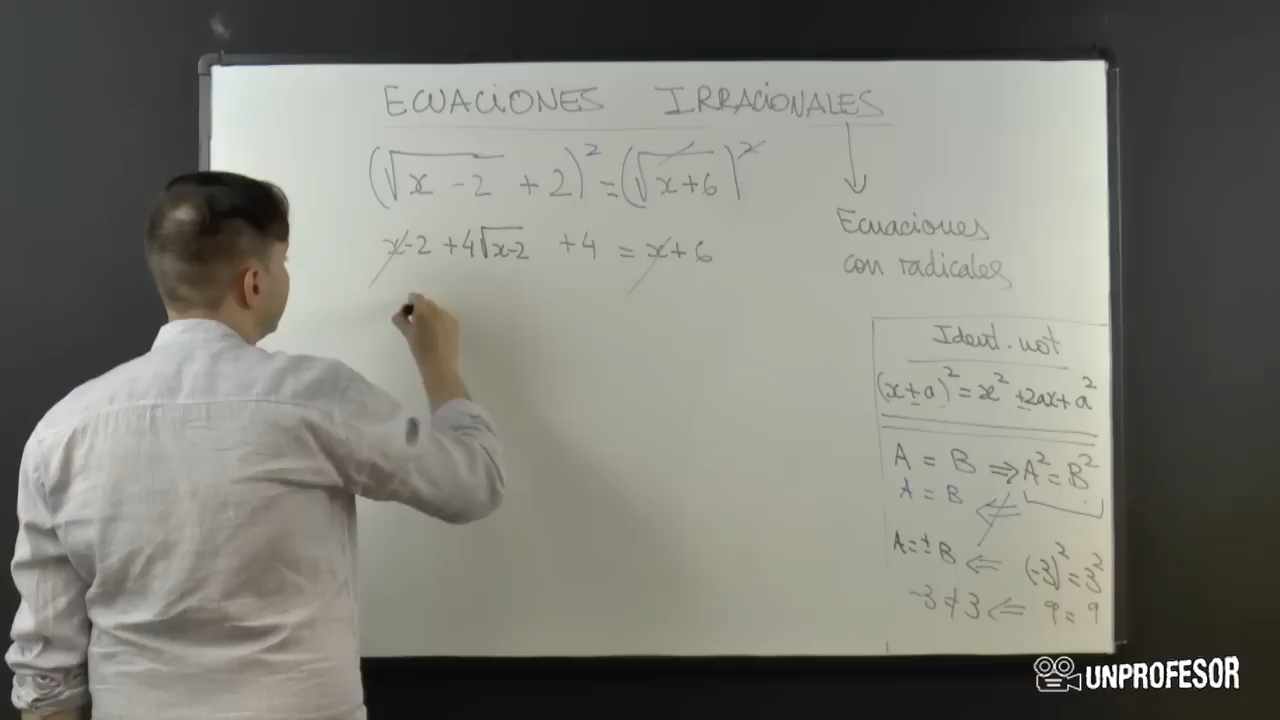 ECUACIONES IRRACIONALES
(√x-2 + 2)² = (√x+6)²
x-2 + 4√x-2 + 4 = x+6
Ecuaciones
con radicales
Ident. not
(x±a)² = x² ±2ax+a²
A = B ⇒ A² = B²
A = B ⇍
A = ± B ⇐ (-3)² = 3²
-3 ≠ 3 ⇐ 9 = 9
UNPROFESOR